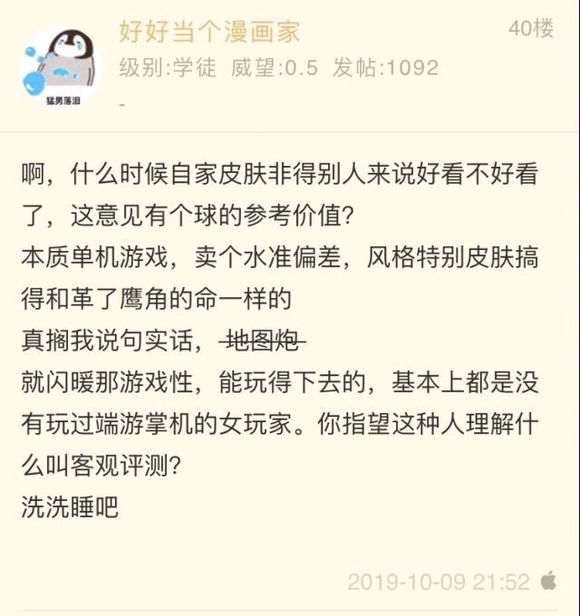 好好当个漫画家
40楼
级别:学徒 威望:0.5 发帖:1092
-
猛男落泪
啊，什么时候自家皮肤非得别人来说好看不好看
了，这意见有个球的参考价值?
本质单机游戏，卖个水准偏差，风格特别皮肤搞
得和革了鹰角的命一样的
真搁我说句实话，地图炮
就闪暖那游戏性，能玩得下去的，基本上都是没
有玩过端游掌机的女玩家。你指望这种人理解什
么叫客观评测?
洗洗睡吧
2019-10-09 21:52